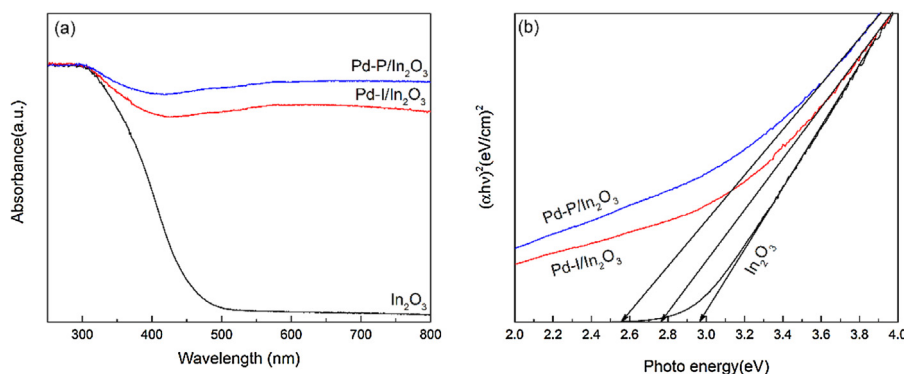 (a)
Pd-P/In₂O₃
Pd-I/In₂O₃
In₂O₃
Absorbance(a.u.)
300 400 500 600 700 800
Wavelength (nm)
(b)
Pd-P/In₂O₃
Pd-I/In₂O₃
In₂O₃
(αhν)²(eV/cm)²
2.0 2.2 2.4 2.6 2.8 3.0 3.2 3.4 3.6 3.8 4.0
Photo energy(eV)